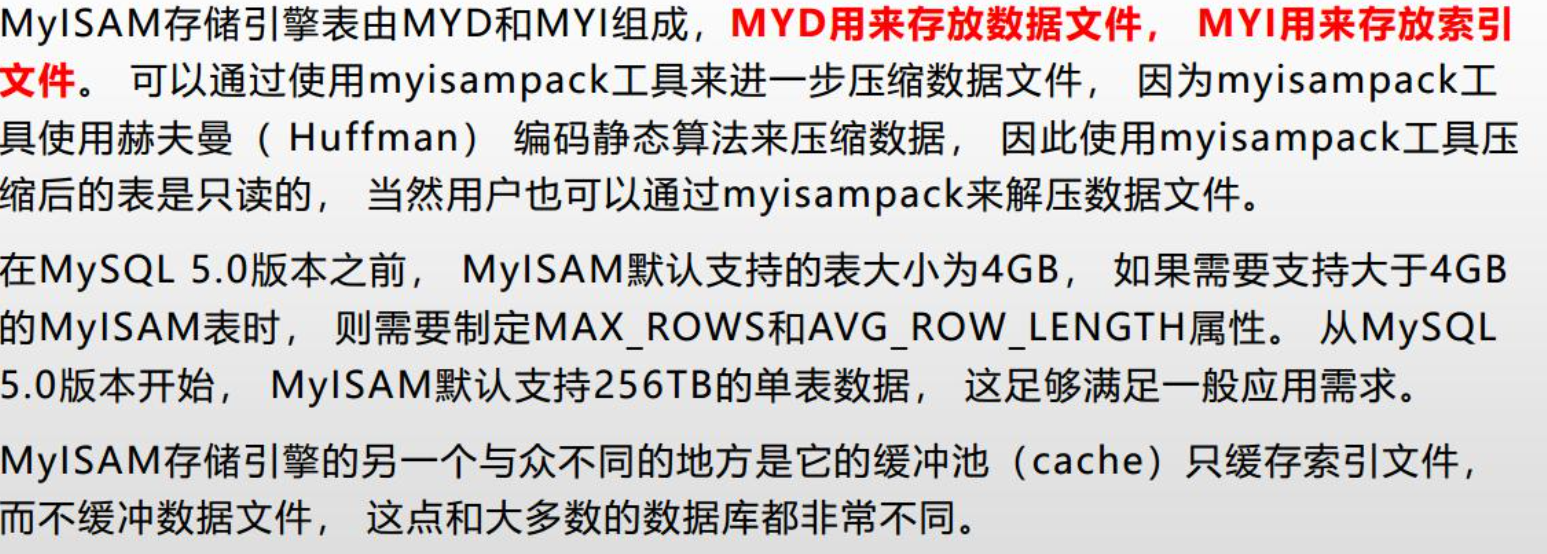 MyISAM存储引擎表由MYD和MYI组成，MYD用来存放数据文件， MYI用来存放索引
文件。 可以通过使用myisampack工具来进一步压缩数据文件， 因为myisampack工
具使用赫夫曼（ Huffman） 编码静态算法来压缩数据， 因此使用myisampack工具压
缩后的表是只读的， 当然用户也可以通过myisampack来解压数据文件。
在MySQL 5.0版本之前， MyISAM默认支持的表大小为4GB， 如果需要支持大于4GB
的MyISAM表时， 则需要制定MAX_ROWS和AVG_ROW_LENGTH属性。 从MySQL
5.0版本开始， MyISAM默认支持256TB的单表数据， 这足够满足一般应用需求。
MyISAM存储引擎的另一个与众不同的地方是它的缓冲池（cache）只缓存索引文件，
而不缓冲数据文件， 这点和大多数的数据库都非常不同。